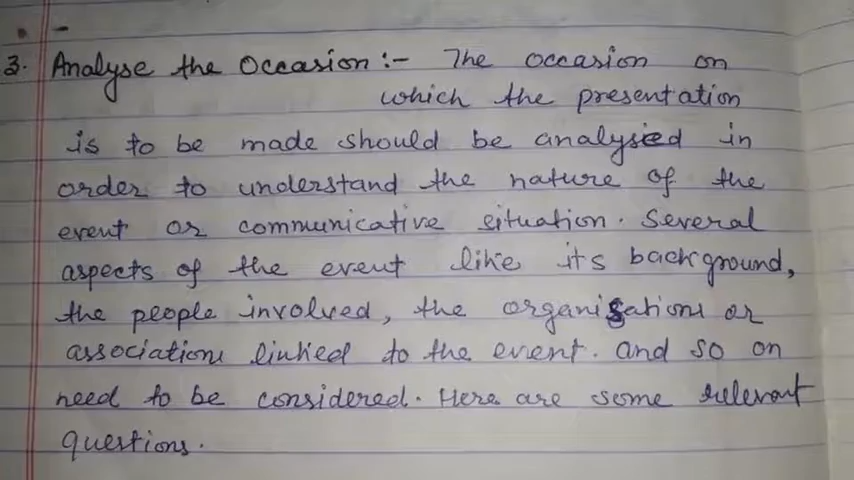 3. Analyse the Occasion :- The occasion on
which the presentation
is to be made should be analysed in
order to understand the nature of the
event or communicative situation. Several
aspects of the event like its background,
the people involved, the organisations or
associations linked to the event. and so on
need to be considered. Here are some relevant
questions.